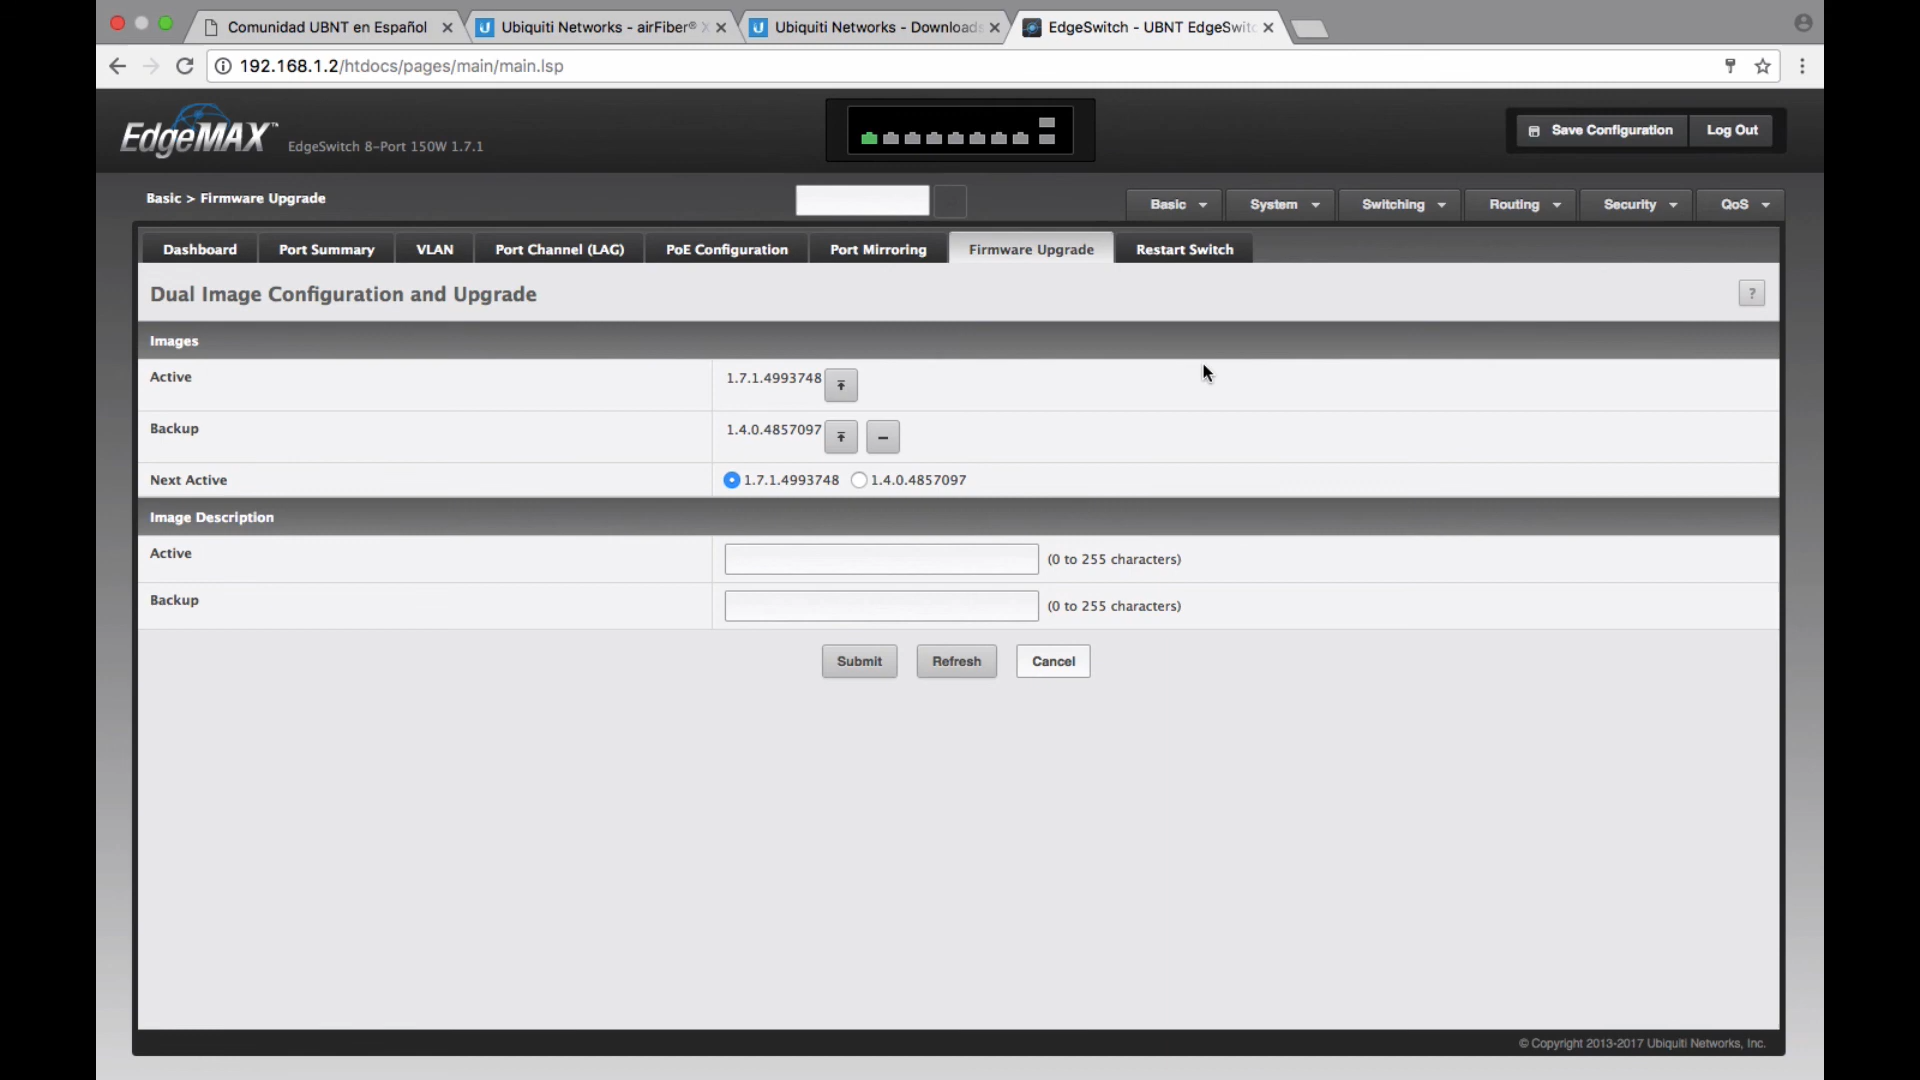 Comunidad UBNT en Español
Ubiquiti Networks - airFiber® X
Ubiquiti Networks - Downloads
EdgeSwitch - UBNT EdgeSwitc
192.168.1.2/htdocs/pages/main/main.lsp
EdgeMAX™
EdgeSwitch 8-Port 150W 1.7.1
Save Configuration
Log Out
Basic > Firmware Upgrade
Basic
System
Switching
Routing
Security
QoS
Dashboard
Port Summary
VLAN
Port Channel (LAG)
PoE Configuration
Port Mirroring
Firmware Upgrade
Restart Switch
Dual Image Configuration and Upgrade
?
Images
Active
1.7.1.4993748
Backup
1.4.0.4857097
Next Active
1.7.1.4993748
1.4.0.4857097
Image Description
Active
(0 to 255 characters)
Backup
(0 to 255 characters)
Submit
Refresh
Cancel
© Copyright 2013-2017 Ubiquiti Networks, Inc.